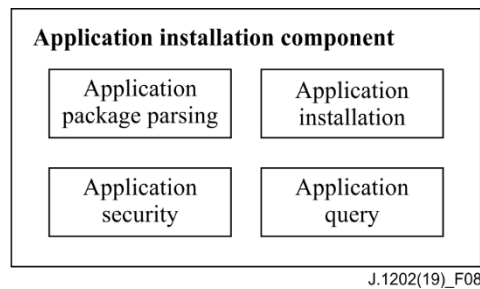 Application installation component
Application
package parsing
Application
installation
Application
security
Application
query
J.1202(19)_F08